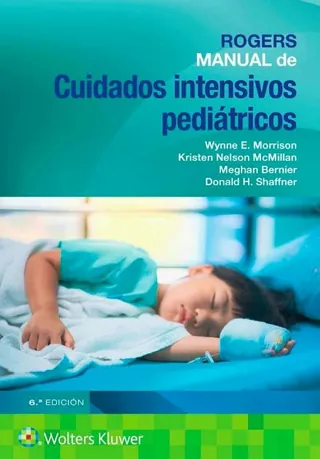 ROGERS
MANUAL de
Cuidados intensivos
pediátricos
Wynne E. Morrison
Kristen Nelson McMillan
Meghan Bernier
Donald H. Shaffner
6.ª EDICIÓN
Wolters Kluwer